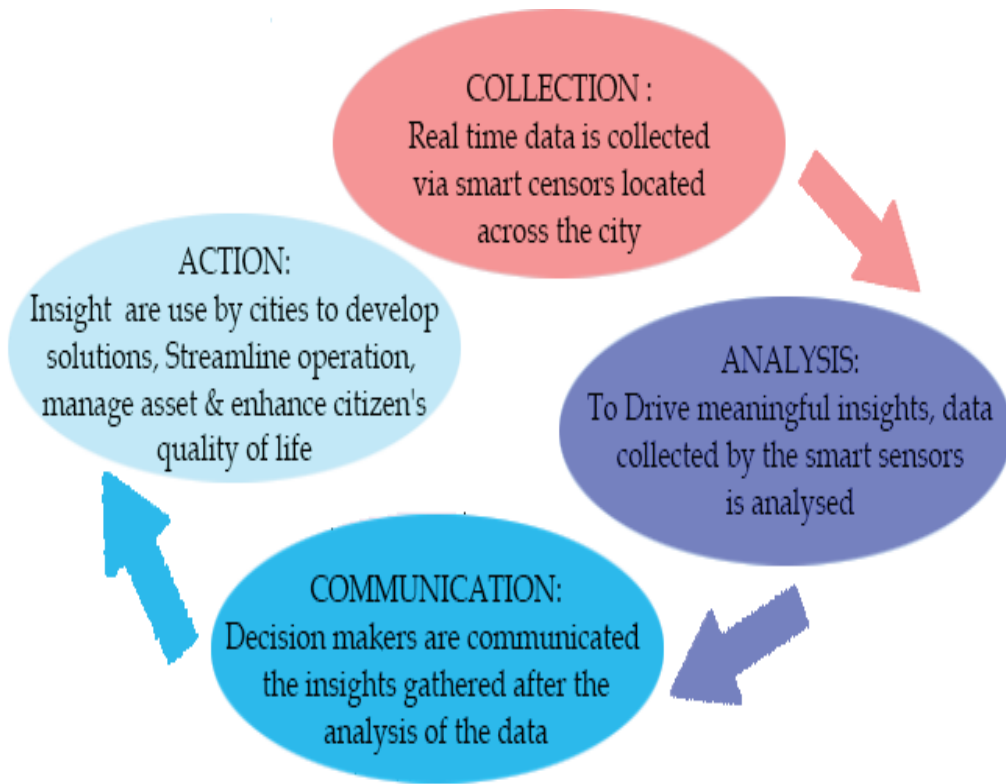 COLLECTION :
Real time data is collected
via smart censors located
across the city
ANALYSIS:
To Drive meaningful insights, data
collected by the smart sensors
is analysed
COMMUNICATION:
Decision makers are communicated
the insights gathered after the
analysis of the data
ACTION:
Insight are use by cities to develop
solutions, Streamline operation,
manage asset & enhance citizen's
quality of life